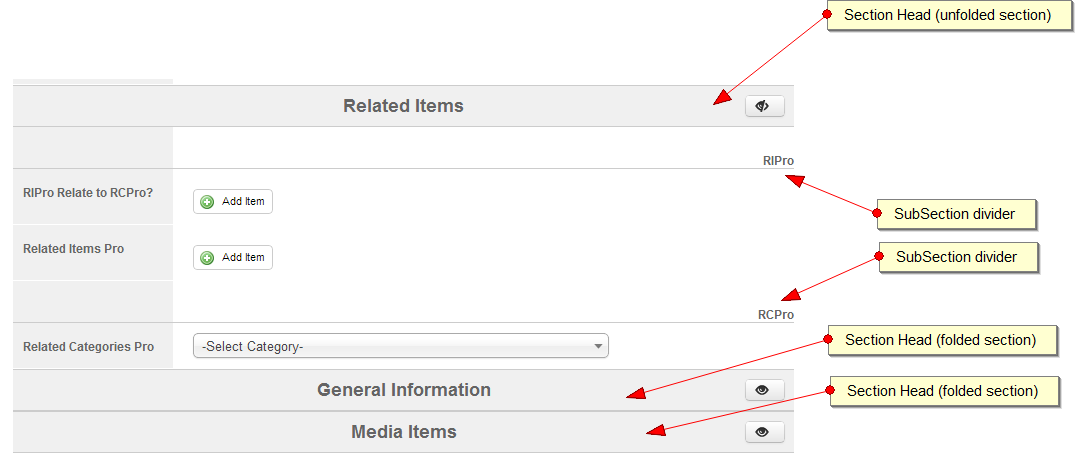 Section Head (unfolded section)
Related Items
RIPro
RIPro Relate to RCPro?
Add Item
SubSection divider
Related Items Pro
Add Item
SubSection divider
RCPro
Related Categories Pro
-Select Category-
Section Head (folded section)
General Information
Section Head (folded section)
Media Items